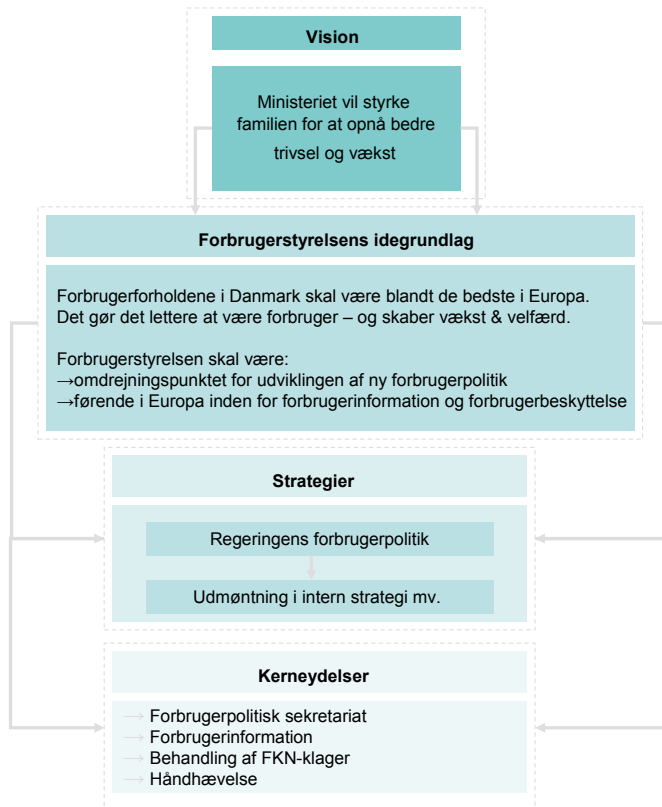 Vision
Ministeriet vil styrke
familien for at opnå bedre
trivsel og vækst
Forbrugerstyrelsens idegrundlag
Forbrugerforholdene i Danmark skal være blandt de bedste i Europa.
Det gør det lettere at være forbruger – og skaber vækst & velfærd.
Forbrugerstyrelsen skal være:
→omdrejningspunktet for udviklingen af ny forbrugerpolitik
→førende i Europa inden for forbrugerinformation og forbrugerbeskyttelse
Strategier
Regeringens forbrugerpolitik
Udmøntning i intern strategi mv.
Kerneydelser
→ Forbrugerpolitisk sekretariat
→ Forbrugerinformation
→ Behandling af FKN-klager
→ Håndhævelse